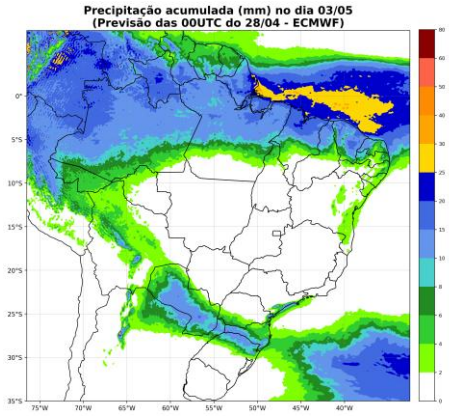 Precipitação acumulada (mm) no dia 03/05
(Previsão das 00UTC do 28/04 - ECMWF)
80
60
50
40
30
25
20
15
10
8
6
4
2
0
0°
5°S
10°S
15°S
20°S
25°S
30°S
35°S
75°W
70°W
65°W
60°W
55°W
50°W
45°W
40°W